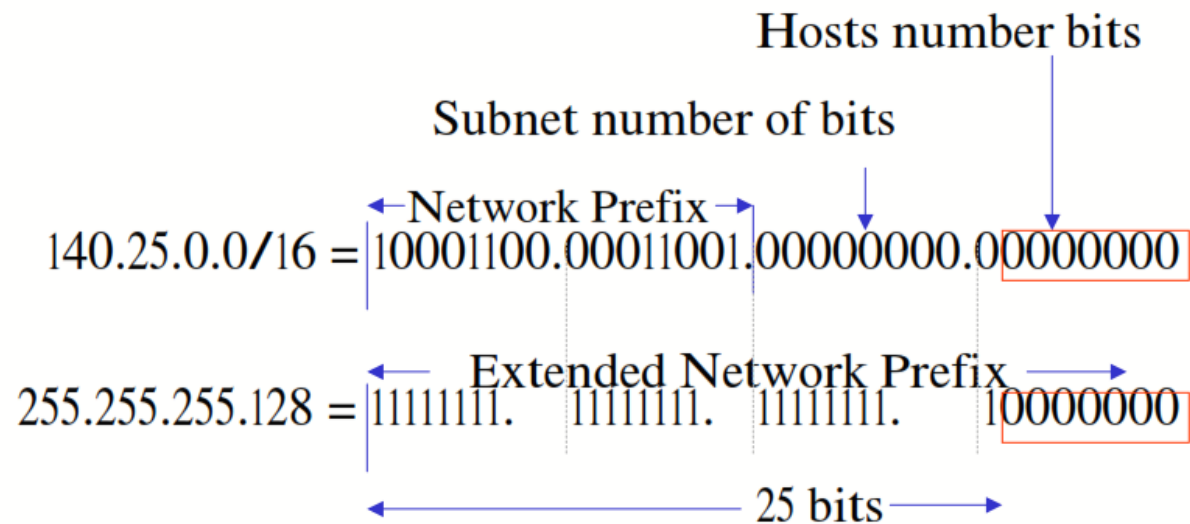 Hosts number bits
Subnet number of bits
Network Prefix
140.25.0.0/16 = 10001100.00011001.00000000.00000000
Extended Network Prefix
255.255.255.128 = 11111111. 11111111. 11111111. 10000000
25 bits